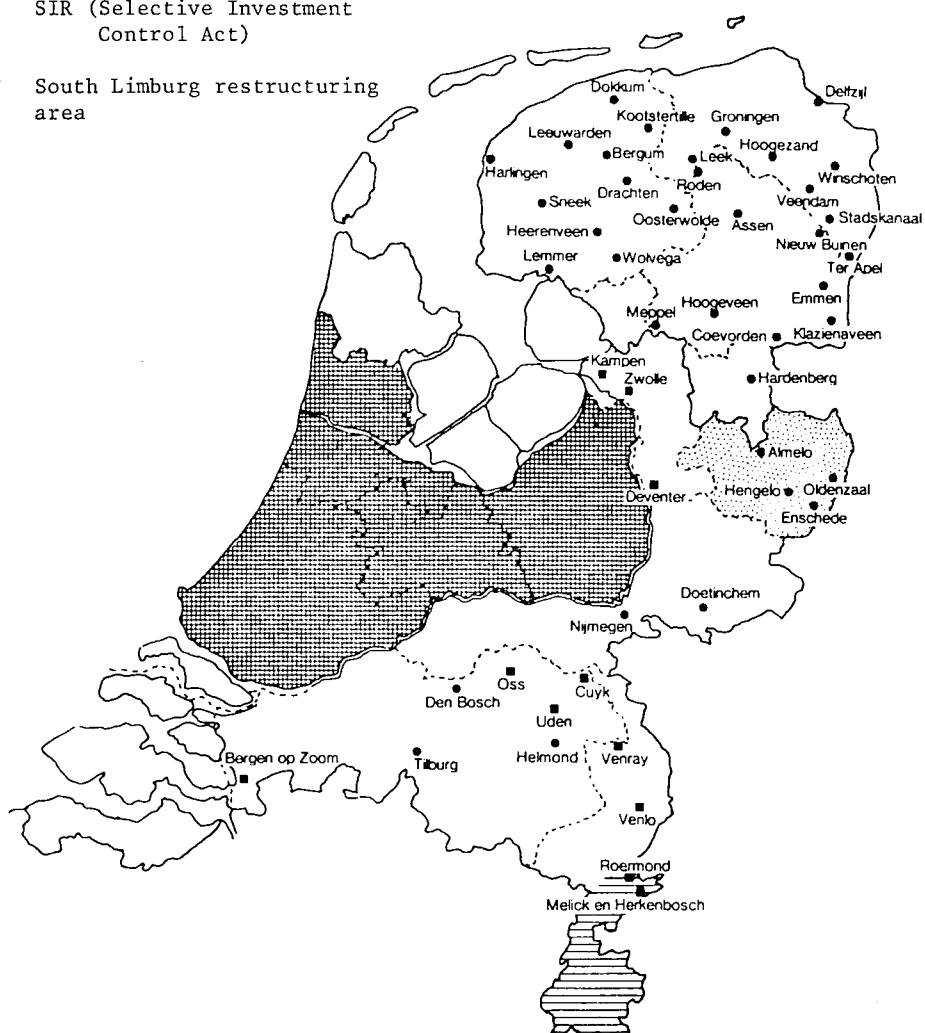 SIR (Selective Investment
Control Act)
South Limburg restructuring
area
Dokkum
Delfzijl
Kootstertille
Groningen
Leeuwarden
Hoogezand
Bergum
Leek
Harlingen
Winschoten
Roden
Drachten
Veendam
Sneek
Oosterwolde
Assen
Stadskanaal
Heerenveen
Nieuw Buinen
Lemmer
Wolvega
Ter Apel
Emmen
Hoogeveen
Meppel
Coevorden
Klazienaveen
Kampen
Zwolle
Hardenberg
Almelo
Deventer
Hengelo
Oldenzaal
Enschede
Doetinchem
Nijmegen
Oss
Cuyk
Den Bosch
Uden
Bergen op Zoom
Tilburg
Helmond
Venray
Venlo
Roermond
Melick en Herkenbosch